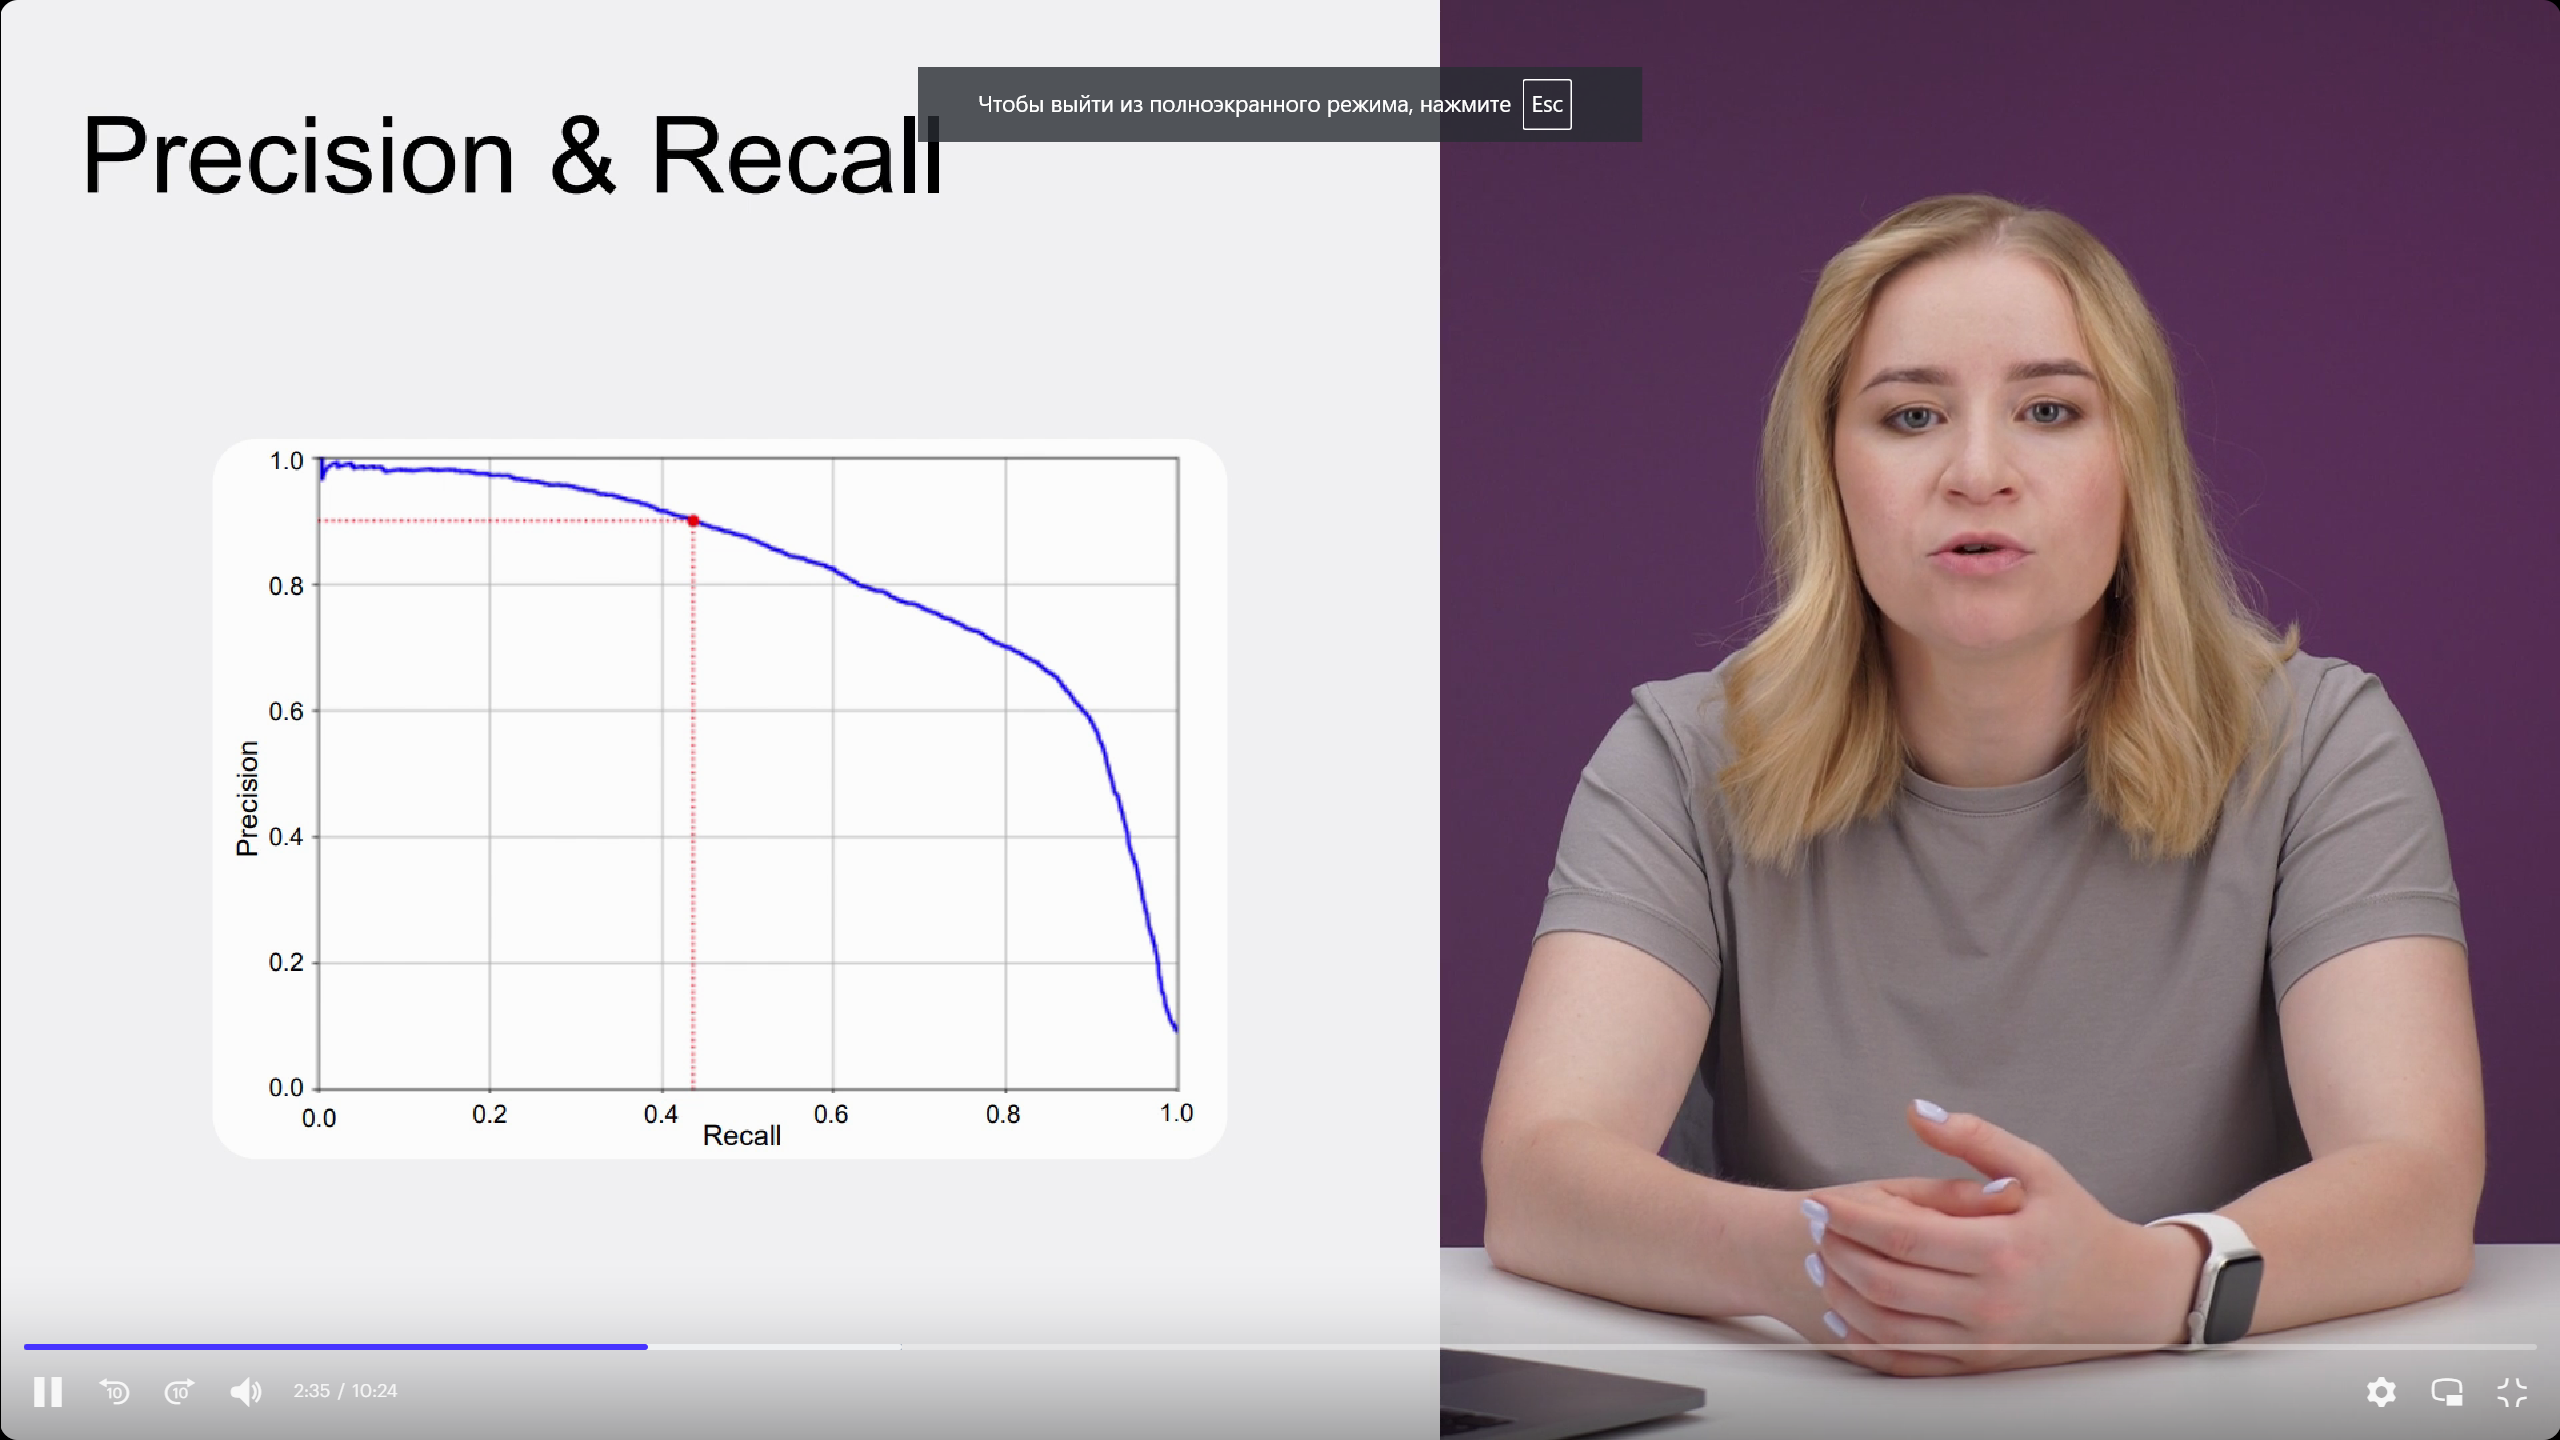 Чтобы выйти из полноэкранного режима, нажмите Esc
Precision & Recall
1.0
0.8
0.6
0.4
0.2
0.0
Precision
0.0 0.2 0.4 0.6 0.8 1.0
Recall
10 10 2:35 / 10:24